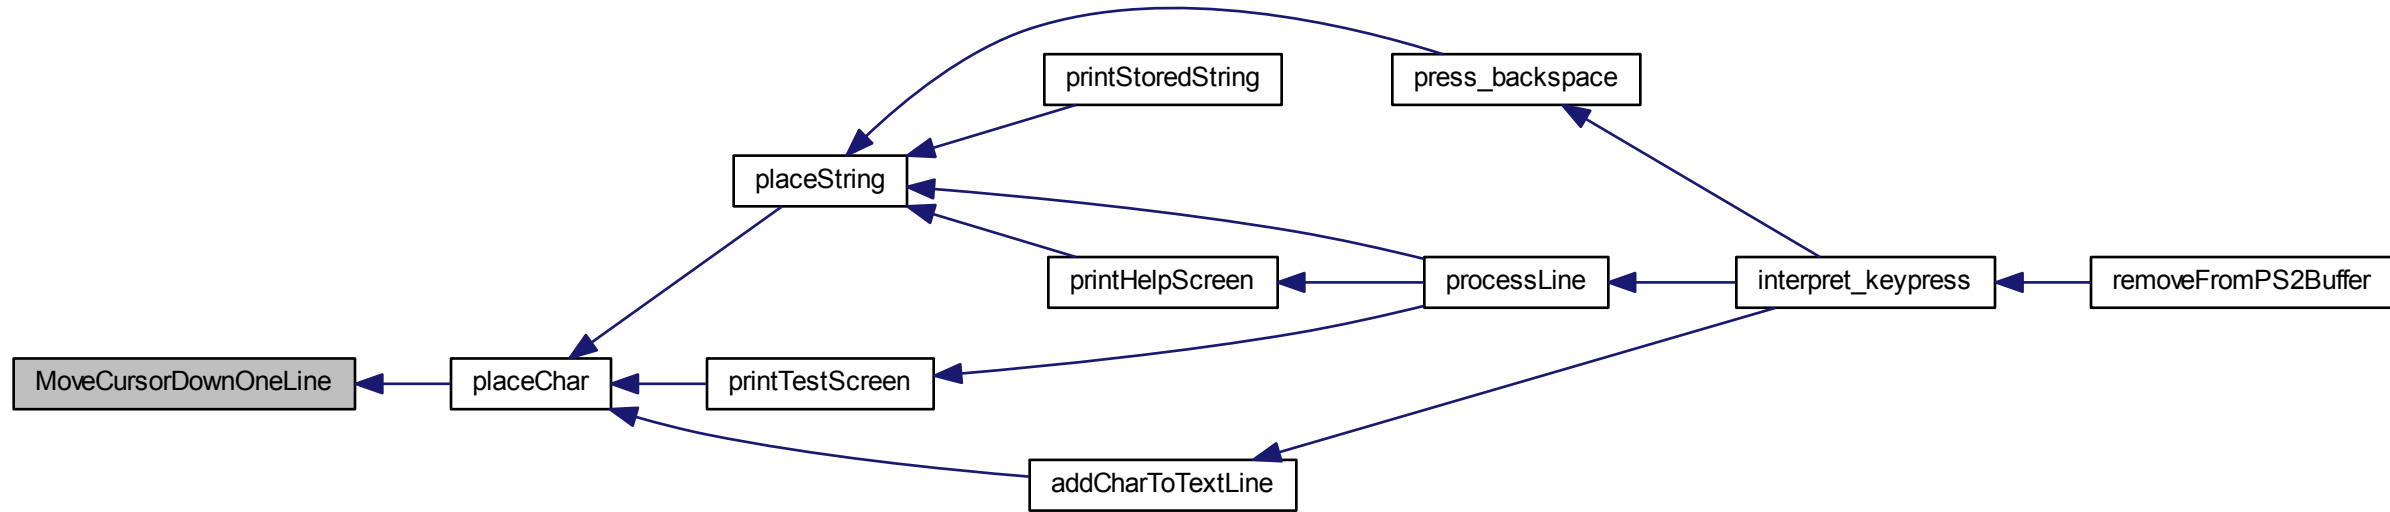 printStoredString
press_backspace
placeString
printHelpScreen
processLine
interpret_keypress
removeFromPS2Buffer
MoveCursorDownOneLine
placeChar
printTestScreen
addCharToTextLine